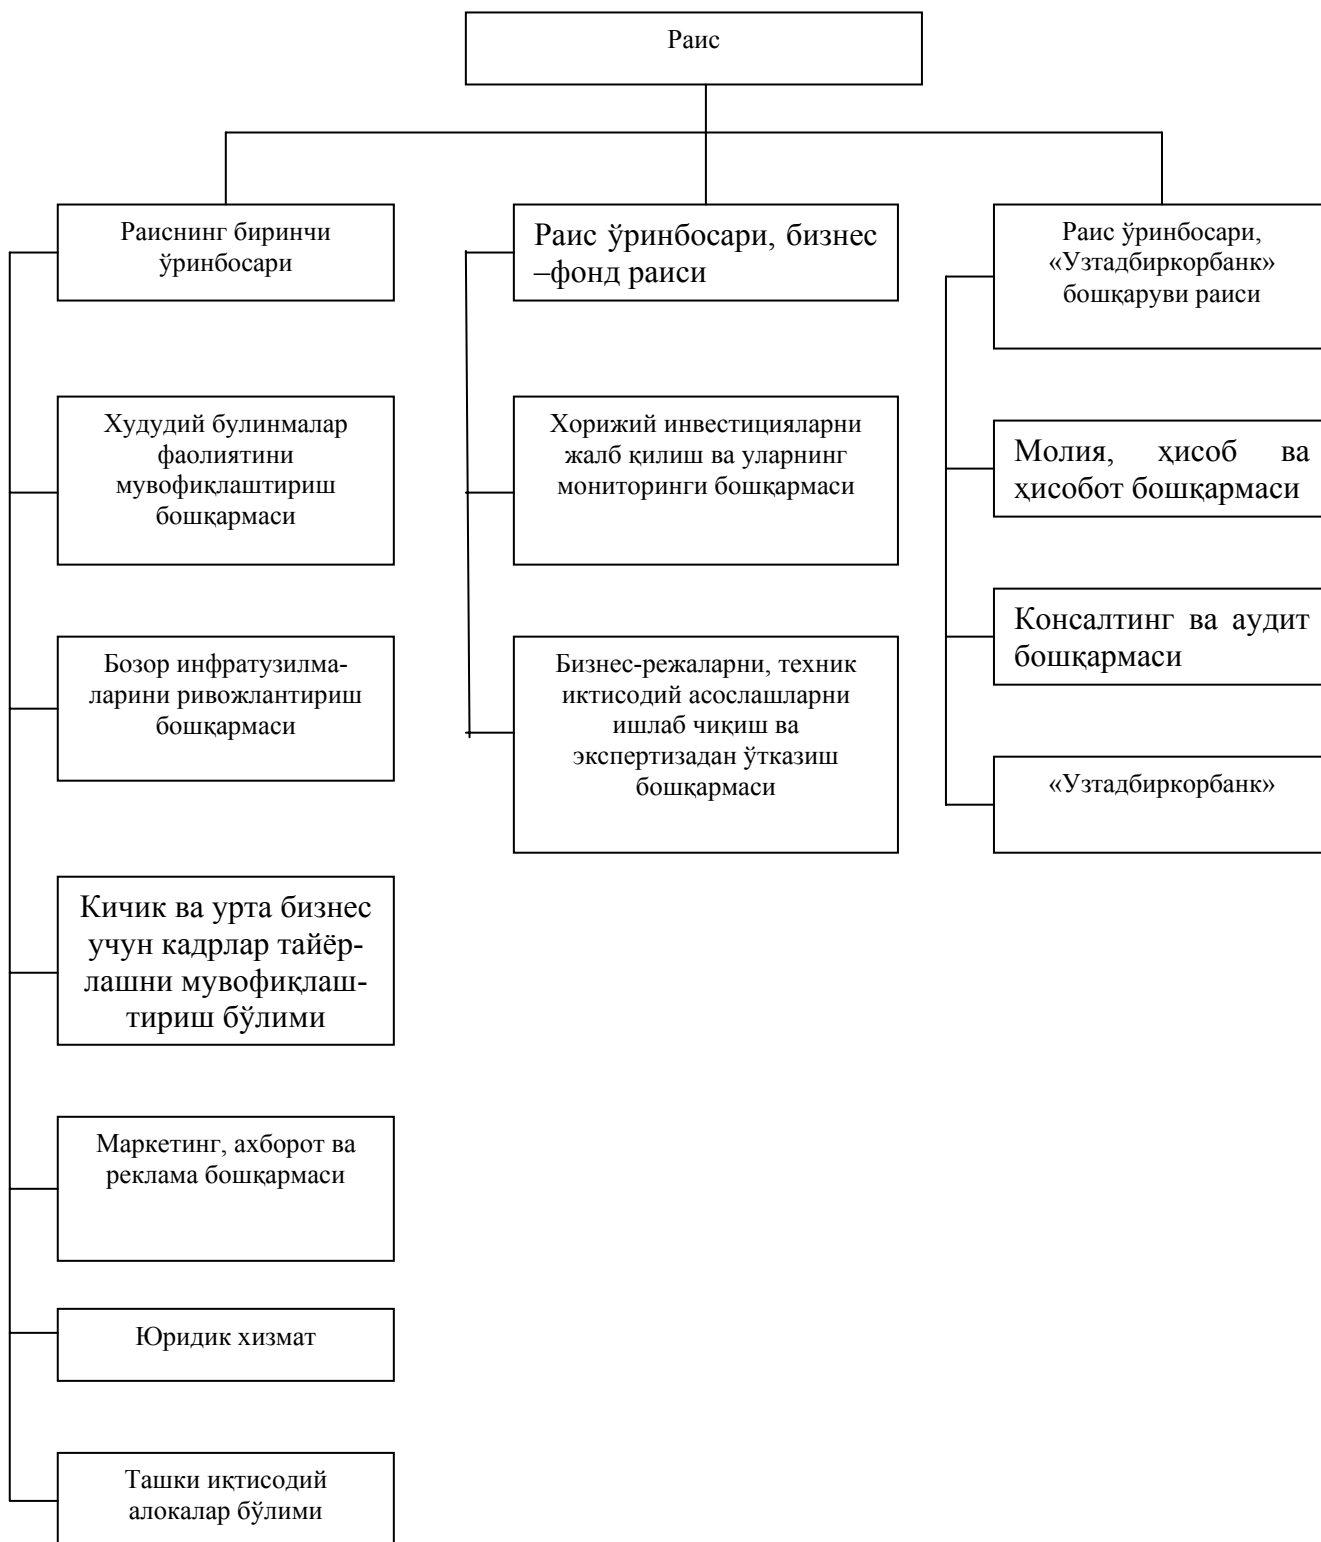 Раис
Раиснинг биринчи
ўринбосари
Раис ўринбосари, бизнес
–фонд раиси
Раис ўринбосари,
«Узтадбиркорбанк»
бошқаруви раиси
Худудий булинмалар
фаолиятини
мувофиқлаштириш
бошқармаси
Хорижий инвестицияларни
жалб қилиш ва уларнинг
мониторинги бошқармаси
Молия, ҳисоб ва
ҳисобот бошқармаси
Консалтинг ва аудит
бошқармаси
Бозор инфратузилма-
ларини ривожлантириш
бошқармаси
Бизнес-режаларни, техник
иктисодий асослашларни
ишлаб чиқиш ва
экспертизадан ўтказиш
бошқармаси
«Узтадбиркорбанк»
Кичик ва урта бизнес
учун кадрлар тайёр-
лашни мувофиқлаш-
тириш бўлими
Маркетинг, ахборот ва
реклама бошқармаси
Юридик хизмат
Ташки иқтисодий
алокалар бўлими